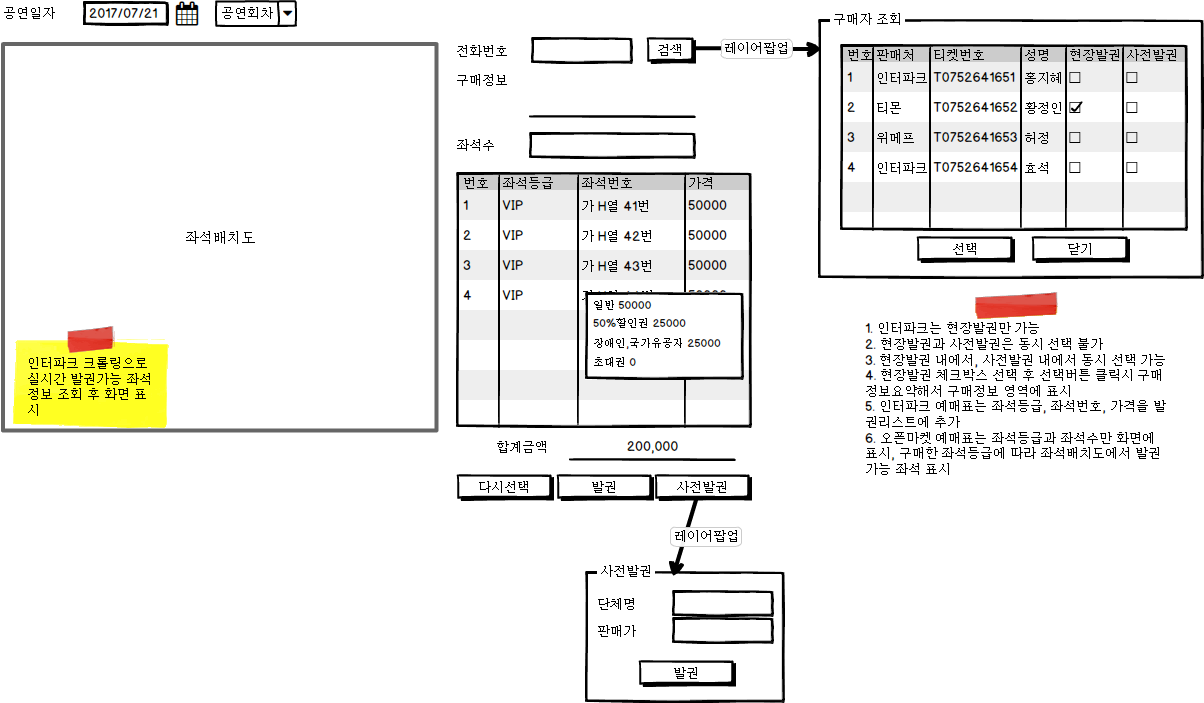 공연일자 2017/07/21 공연회차
좌석배치도
인터파크 크롤링으로
실시간 발권가능 좌석
정보 조회 후 화면 표
시
전화번호 검색 레이어팝업
구매정보
좌석수
번호 좌석등급 좌석번호 가격
1 VIP 가 H열 41번 50000
2 VIP 가 H열 42번 50000
3 VIP 가 H열 43번 50000
4 VIP
일반 50000
50%할인권 25000
장애인,국가유공자 25000
초대권 0
합계금액 200,000
다시선택 발권 사전발권
레이어팝업
사전발권
단체명
판매가
발권
구매자 조회
번호 판매처 티켓번호 성명 현장발권 사전발권
1 인터파크 T0752641651 홍지혜
2 티몬 T0752641652 황정인
3 위메프 T0752641653 허정
4 인터파크 T0752641654 효석
선택 닫기
1. 인터파크는 현장발권만 가능
2. 현장발권과 사전발권은 동시 선택 불가
3. 현장발권 내에서, 사전발권 내에서 동시 선택 가능
4. 현장발권 체크박스 선택 후 선택버튼 클릭시 구매
정보요약해서 구매정보 영역에 표시
5. 인터파크 예매표는 좌석등급, 좌석번호, 가격을 발
권리스트에 추가
6. 오픈마켓 예매표는 좌석등급과 좌석수만 화면에
표시, 구매한 좌석등급에 따라 좌석배치도에서 발권
가능 좌석 표시